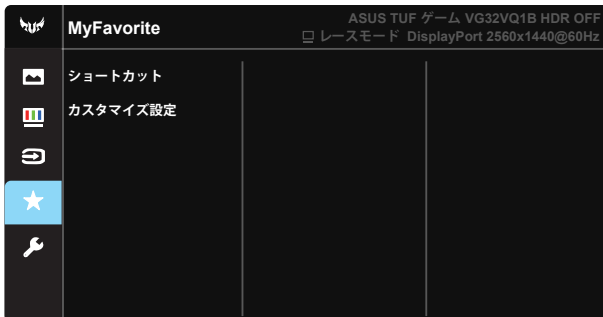 MyFavorite
ASUS TUF ゲーム VG32VQ1B HDR OFF
レースモード DisplayPort 2560x1440@60Hz
ショートカット
カスタマイズ設定